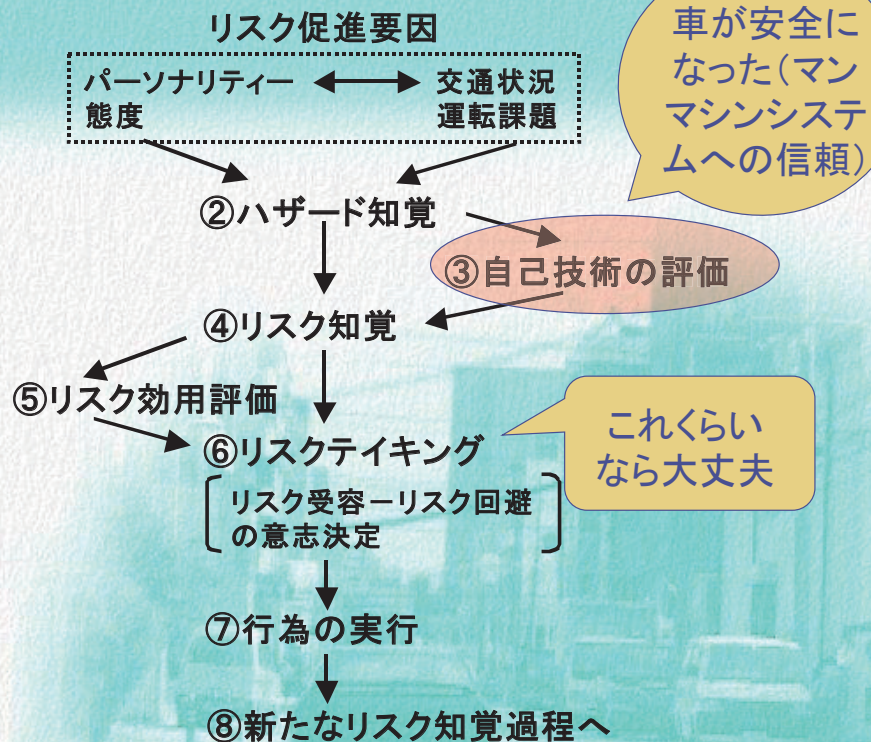 リスク促進要因
パーソナリティー
態度
交通状況
運転課題
車が安全に
なった(マン
マシンシステ
ムへの信頼)
②ハザード知覚
③自己技術の評価
④リスク知覚
⑤リスク効用評価
⑥リスクテイキング
リスク受容－リスク回避
の意志決定
これくらい
なら大丈夫
⑦行為の実行
⑧新たなリスク知覚過程へ